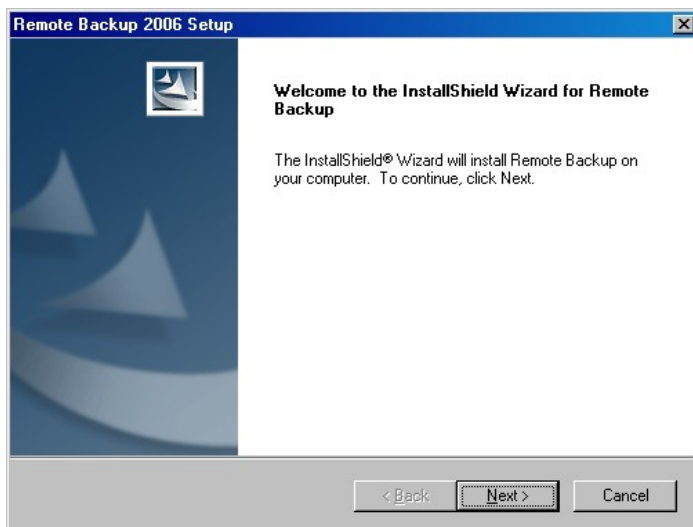 Remote Backup 2006 Setup
Welcome to the InstallShield Wizard for Remote
Backup
The InstallShield® Wizard will install Remote Backup on
your computer. To continue, click Next.
< Back
Next >
Cancel